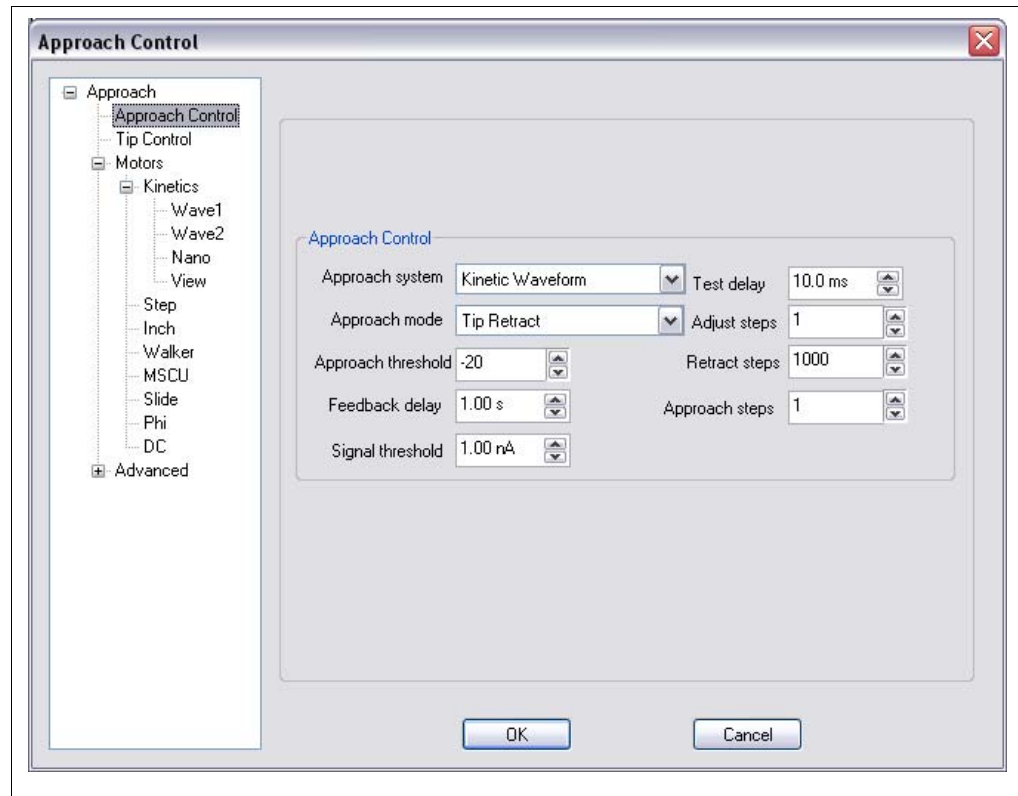 Approach Control
Approach
Approach Control
Tip Control
Motors
Kinetics
Wave1
Wave2
Nano
View
Step
Inch
Walker
MSCU
Slide
Phi
DC
Advanced
Approach Control
Approach system Kinetic Waveform Test delay 10.0 ms
Approach mode Tip Retract Adjust steps 1
Approach threshold -20 Retract steps 1000
Feedback delay 1.00 s Approach steps 1
Signal threshold 1.00 nA
OK Cancel